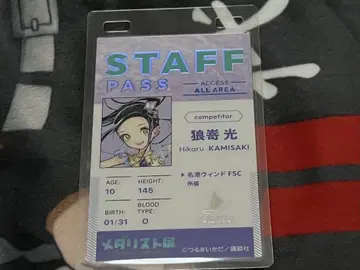 STAFF
PASS
ACCESS
ALL AREA
competitor
狼嵜 光
Hikaru KAMISAKI
▶ 名港ウィンドFSC
所属
AGE:
10
HEIGHT:
145
BIRTH:
01/31
BLOOD
TYPE:
O
メダリスト展
©つるまいかだ／講談社